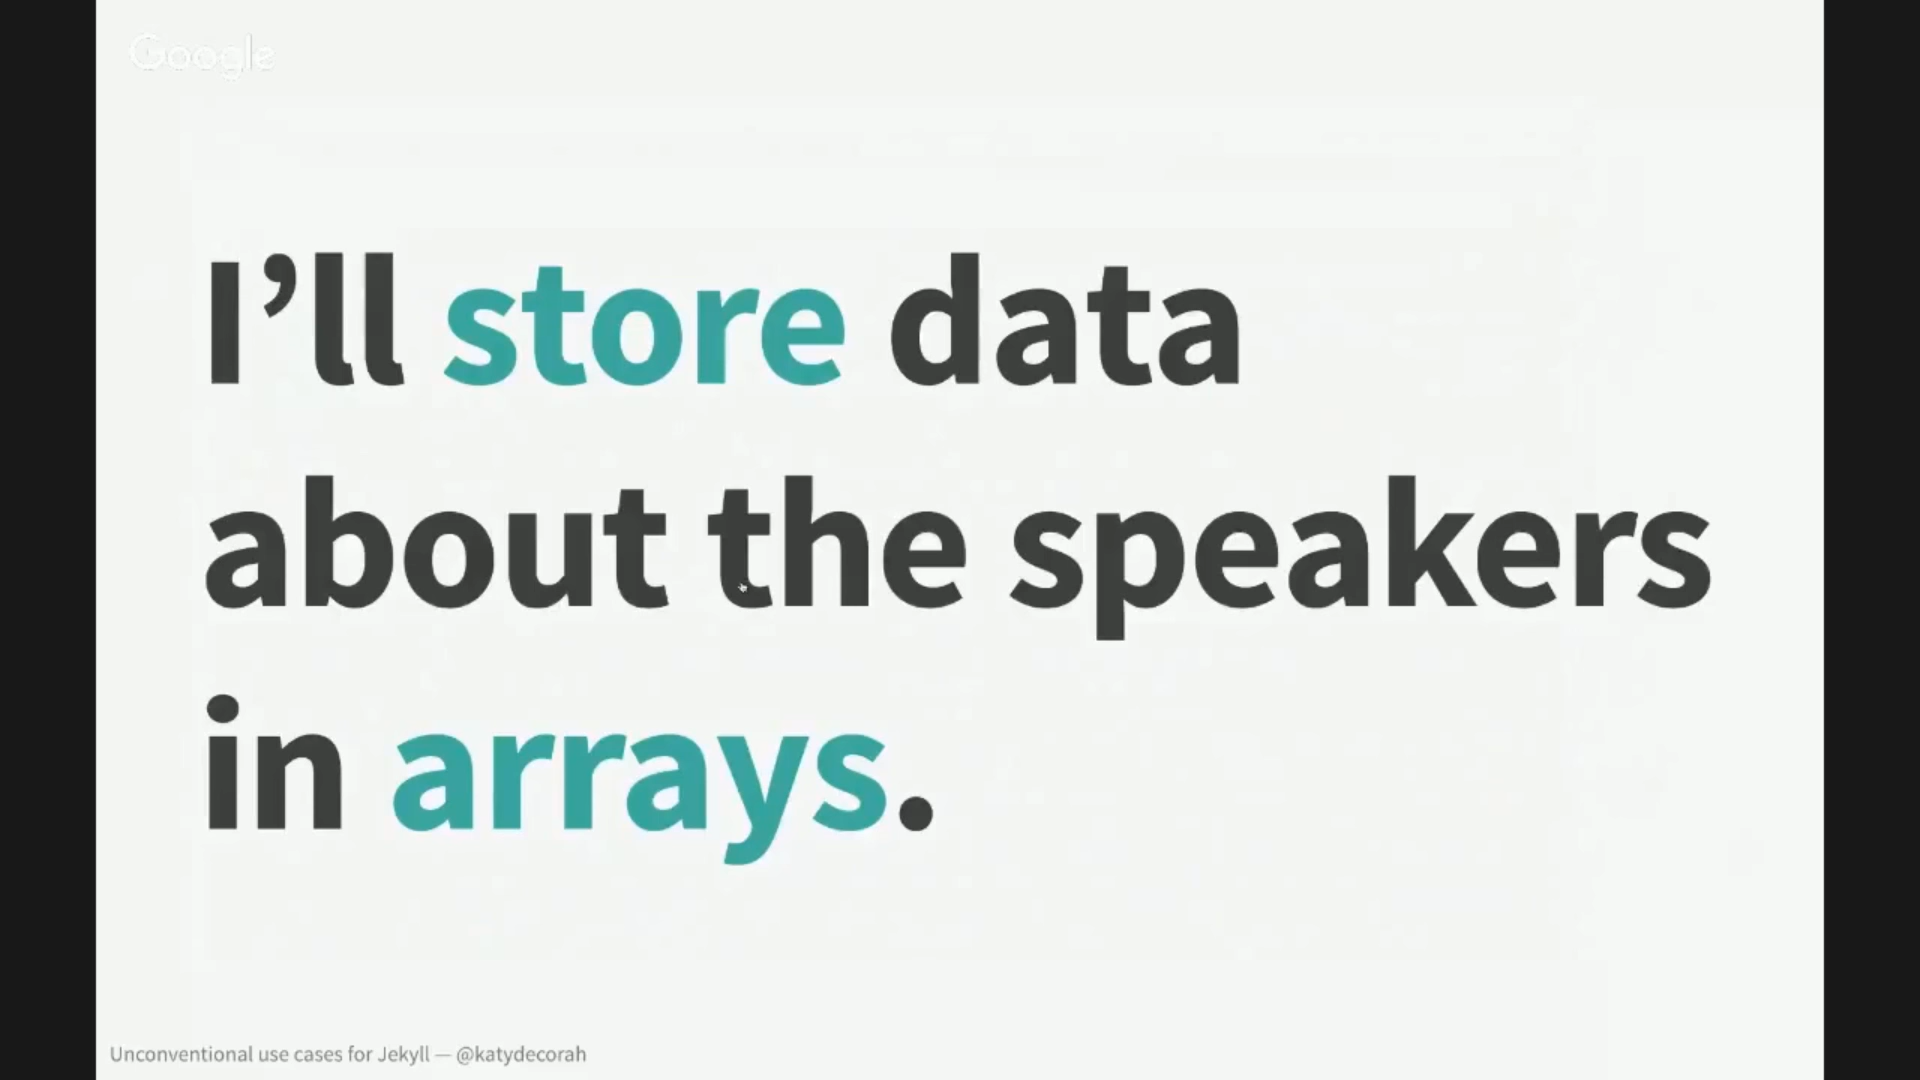 Google
I’ll store data
about the speakers
in arrays.
Unconventional use cases for Jekyll — @katydecorah